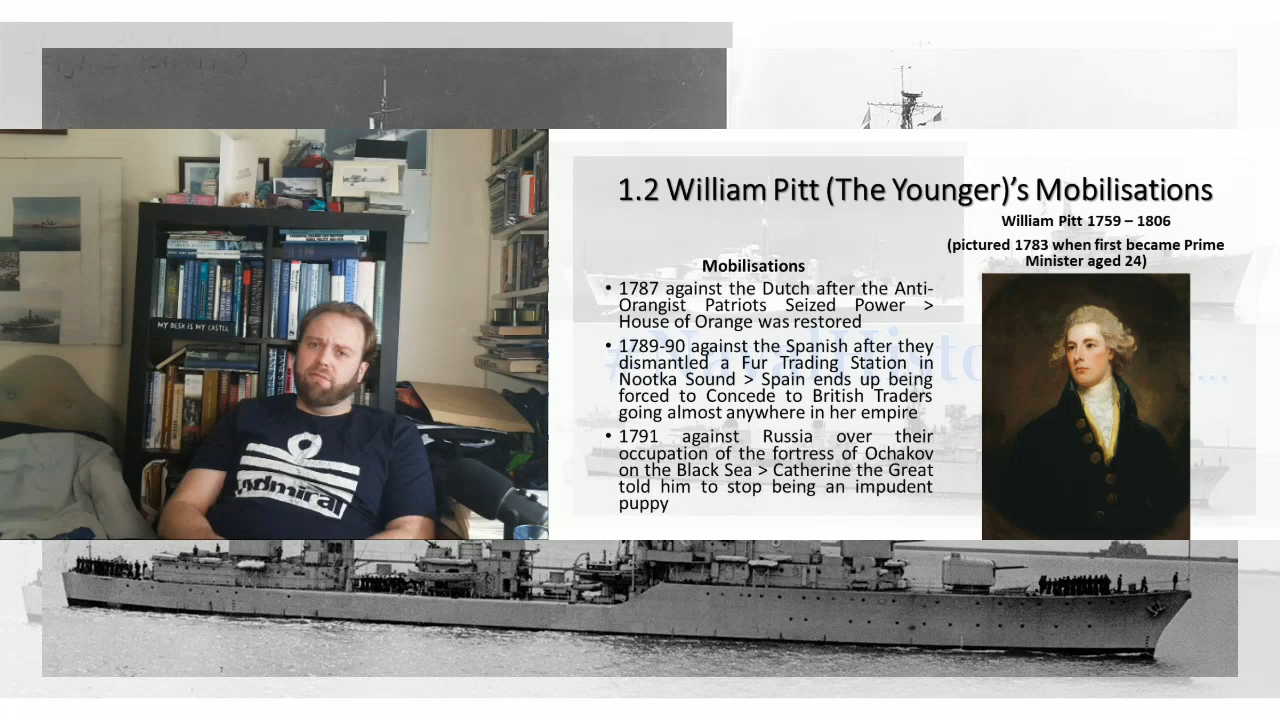 1.2 William Pitt (The Younger)'s Mobilisations
William Pitt 1759 – 1806
(pictured 1783 when first became Prime
Minister aged 24)
Mobilisations
• 1787 against the Dutch after the Anti-
Orangist Patriots Seized Power >
House of Orange was restored
• 1789-90 against the Spanish after they
dismantled a Fur Trading Station in
Nootka Sound > Spain ends up being
forced to Concede to British Traders
going almost anywhere in her empire
• 1791 against Russia over their
occupation of the fortress of Ochakov
on the Black Sea > Catherine the Great
told him to stop being an impudent
puppy
MY DESK IS MY CASTLE
Admiral